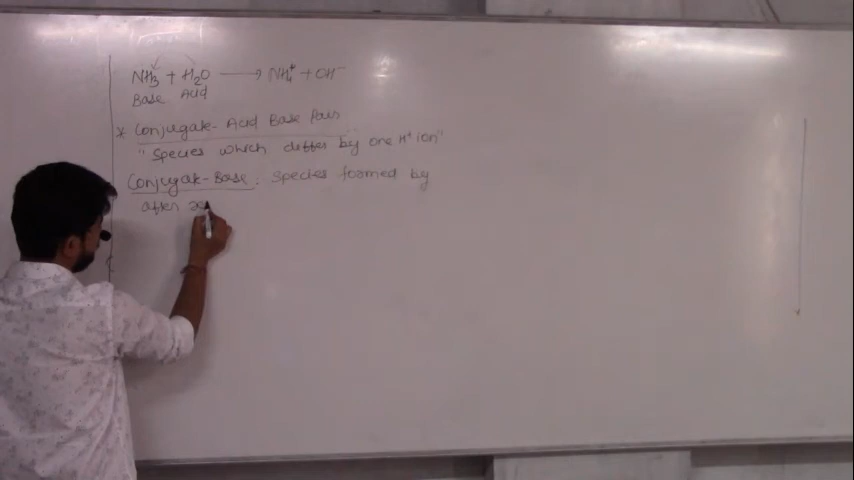 NH3 + H2O ⟶ NH4+ + OH-
Base Acid
* Conjugate-Acid Base Pairs
"Species which differ by one H+ ion"
Conjugate-Base: Species formed by
after